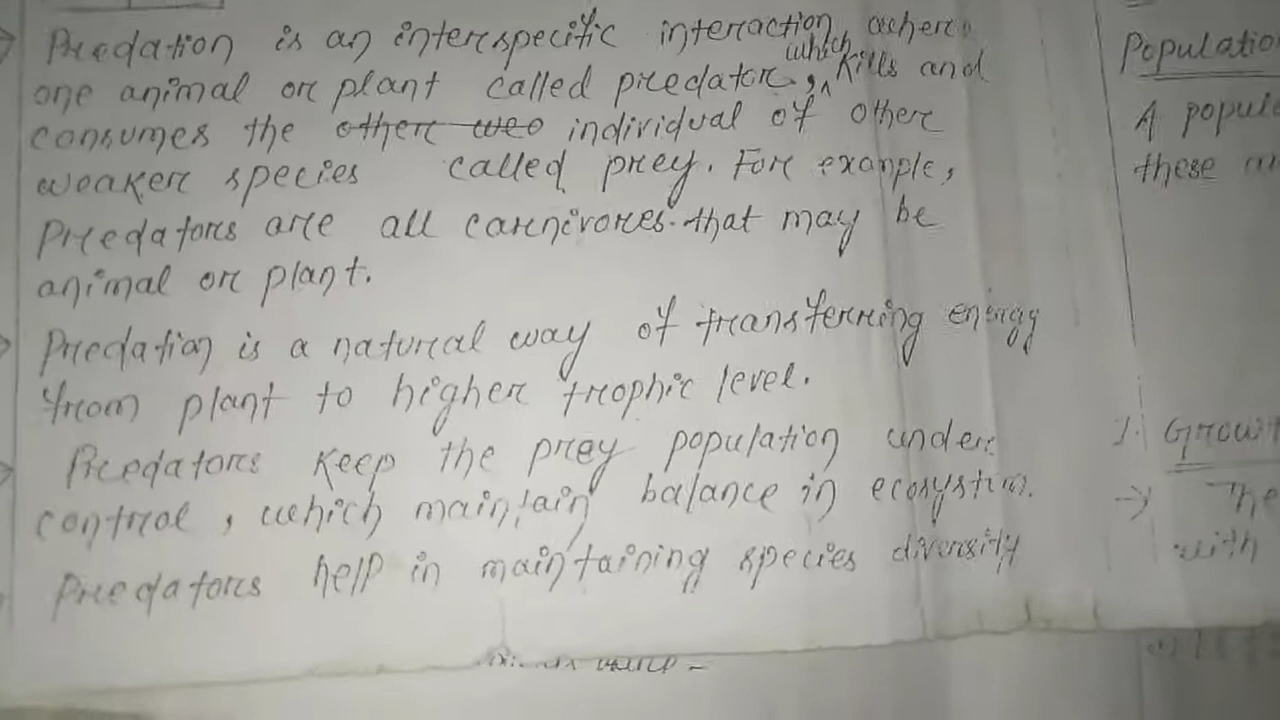 Predation is an interspecific interaction where
one animal or plant called predator, which kills and
consumes the other weo individual of other
weaker species called prey. For example,
Predators are all carnivores. that may be
animal or plant.
Predation is a natural way of transferring energy
from plant to higher trophic level.
Predators keep the prey population under
control, which maintain balance in ecosystem.
Predators help in maintaining species diversity
Populatio
A popul
these
1. Growt
→ The
with